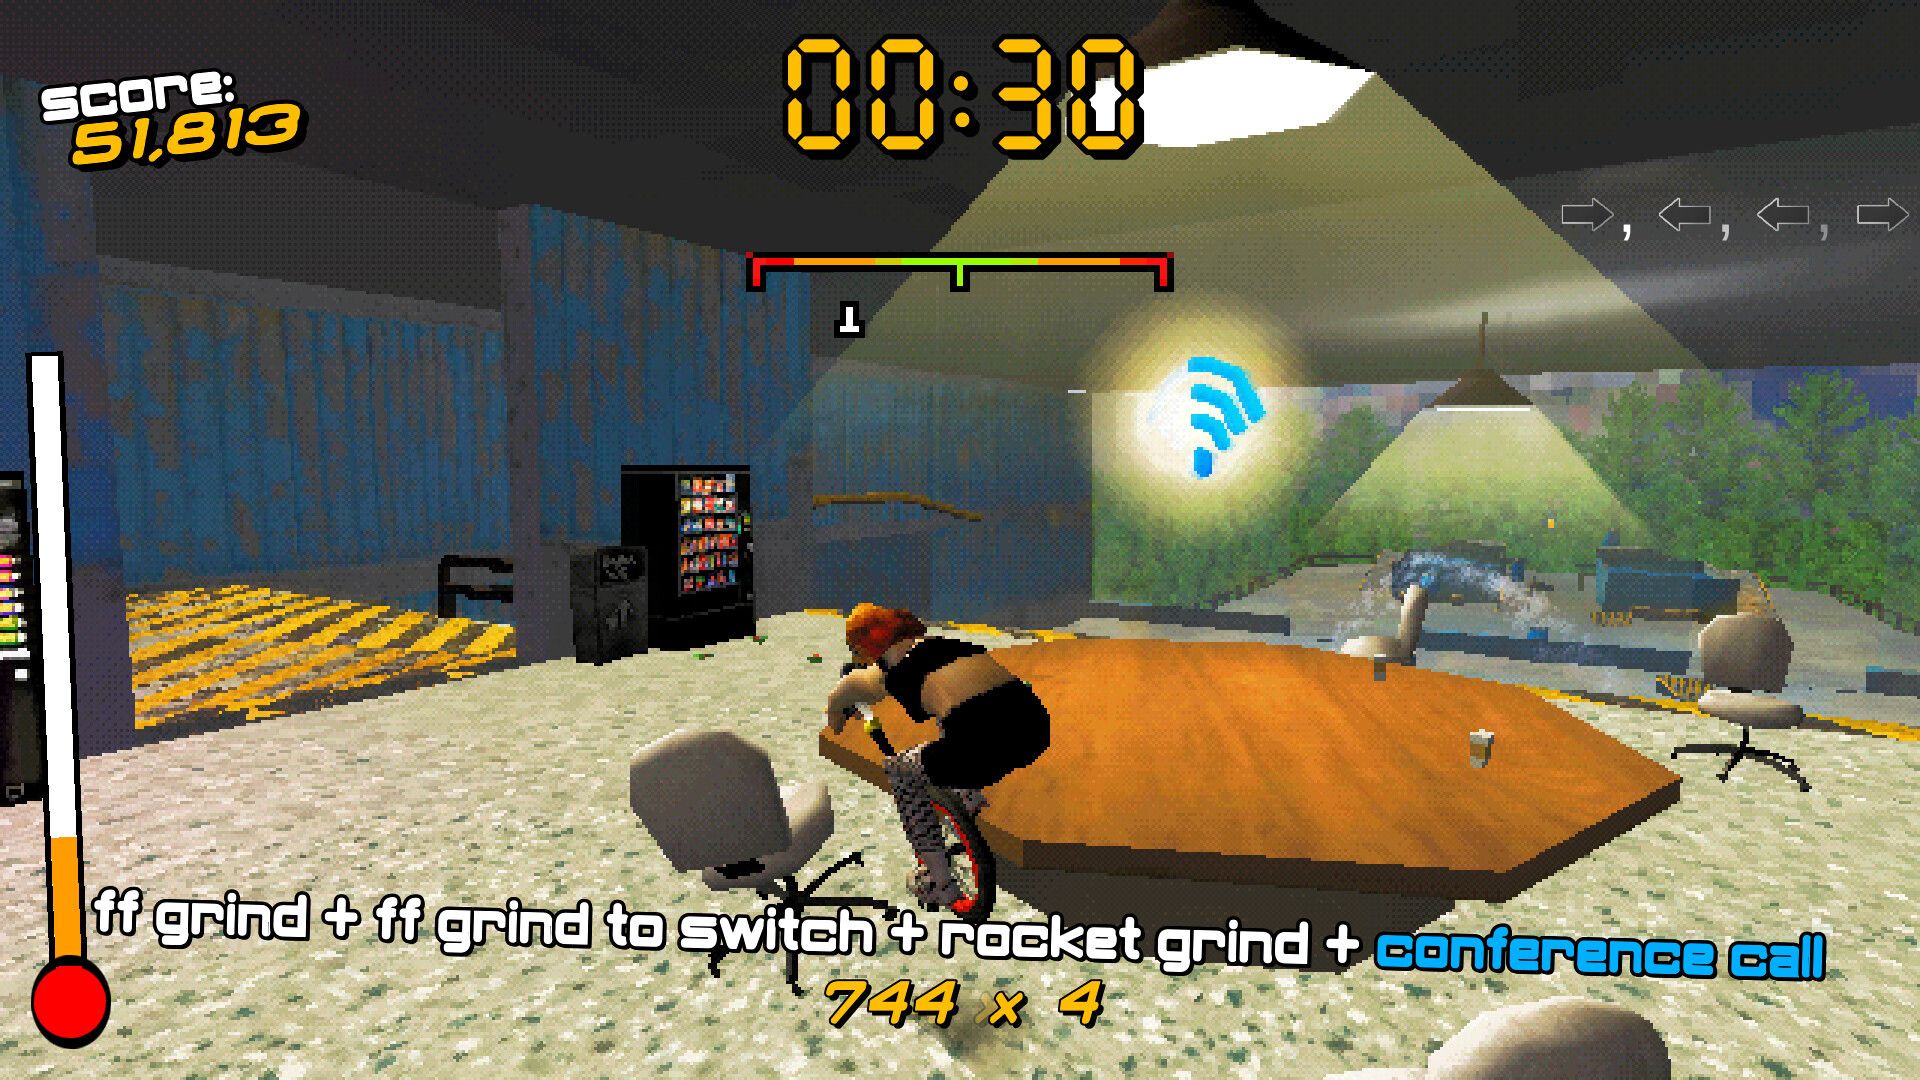 score:
51,813
00:30
ff grind + ff grind to switch + rocket grind + conference call
744 x 4